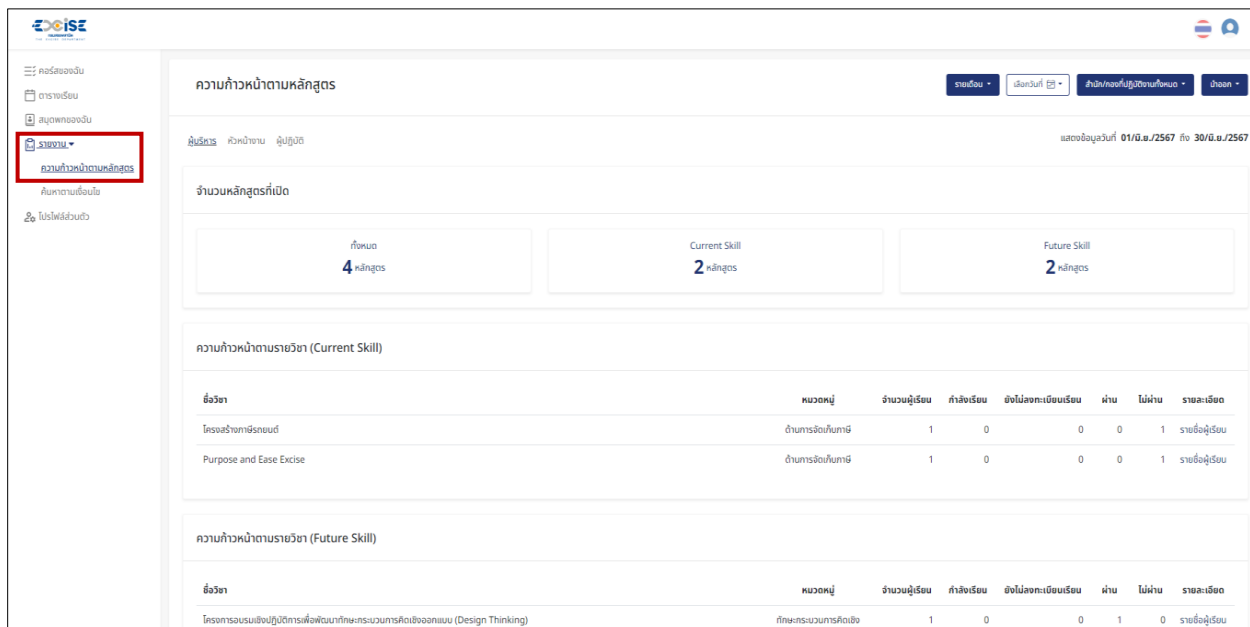 EXCISE
กรมสรรพสามิต
THE EXCISE DEPARTMENT
คอร์สของฉัน
ตารางเรียน
สมุดพกของฉัน
รายงาน
ความก้าวหน้าตามหลักสูตร
ค้นหาตามเงื่อนไข
โปรไฟล์ส่วนตัว
ความก้าวหน้าตามหลักสูตร
รายเดือน เลือกวันที่ สำนัก/กองที่ปฏิบัติงานทั้งหมด นำออก
ผู้บริหาร หัวหน้างาน ผู้ปฏิบัติ
แสดงข้อมูลวันที่ 01/มิ.ย./2567 ถึง 30/มิ.ย./2567
จำนวนหลักสูตรที่เปิด
ทั้งหมด Current Skill Future Skill
4 หลักสูตร 2 หลักสูตร 2 หลักสูตร
ความก้าวหน้าตามรายวิชา (Current Skill)
ชื่อวิชา หมวดหมู่ จำนวนผู้เรียน กำลังเรียน ยังไม่ลงทะเบียนเรียน ผ่าน ไม่ผ่าน รายละเอียด
โครงสร้างภาษีรถยนต์ ด้านการจัดเก็บภาษี 1 0 0 0 1 รายชื่อผู้เรียน
Purpose and Ease Excise ด้านการจัดเก็บภาษี 1 0 0 0 1 รายชื่อผู้เรียน
ความก้าวหน้าตามรายวิชา (Future Skill)
ชื่อวิชา หมวดหมู่ จำนวนผู้เรียน กำลังเรียน ยังไม่ลงทะเบียนเรียน ผ่าน ไม่ผ่าน รายละเอียด
โครงการอบรมเชิงปฏิบัติการเพื่อพัฒนาทักษะกระบวนการคิดเชิงออกแบบ (Design Thinking) ทักษะกระบวนการคิดเชิง 1 0 0 1 0 รายชื่อผู้เรียน